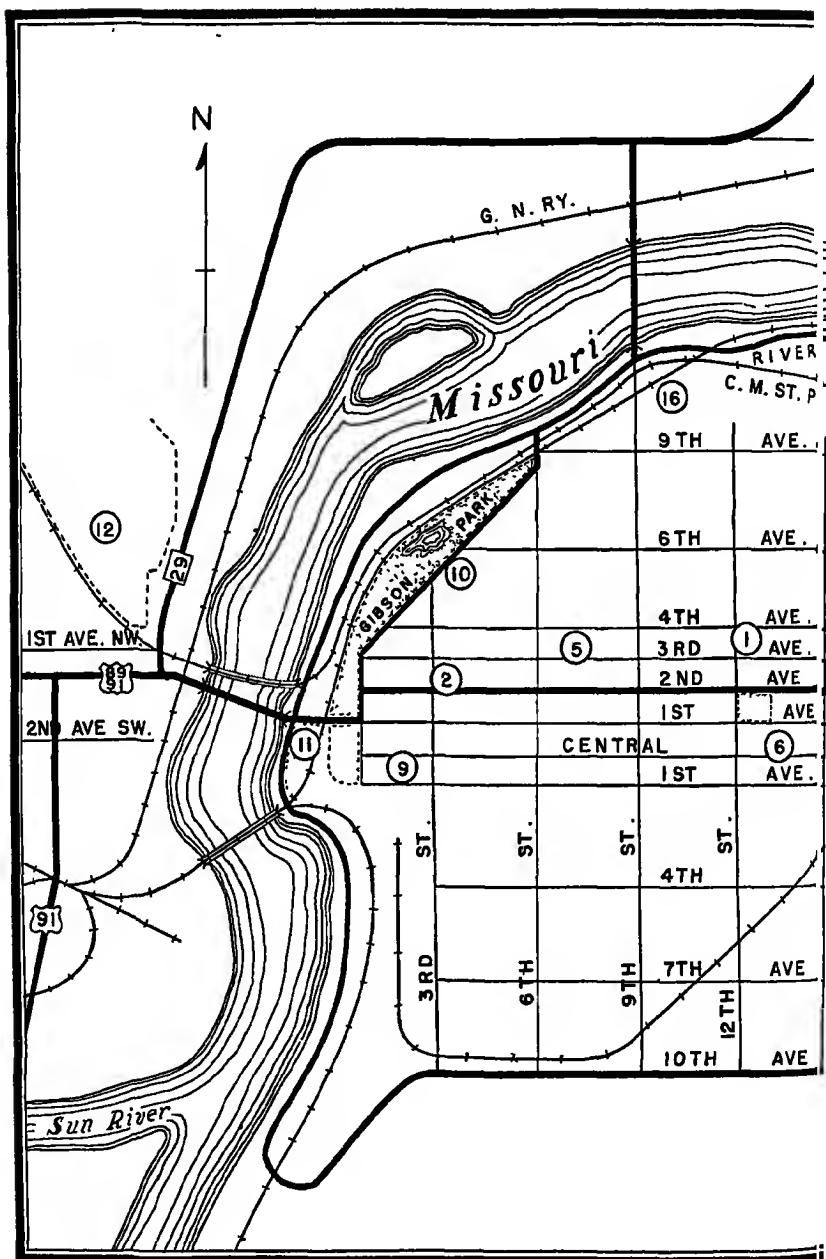 N
G. N. RY.
Missouri
RIVER
C. M. ST. P
16
9TH AVE.
12
PARK
6TH AVE.
29
10
GIBSON
4TH AVE.
1ST AVE. NW.
5
1
3RD AVE.
89
91
2
2ND AVE
1ST AVE
2ND AVE SW.
11
CENTRAL
6
9
1ST AVE.
ST.
ST.
ST.
ST.
4TH
91
3RD
6TH
9TH
12TH
7TH AVE
10TH AVE
Sun River